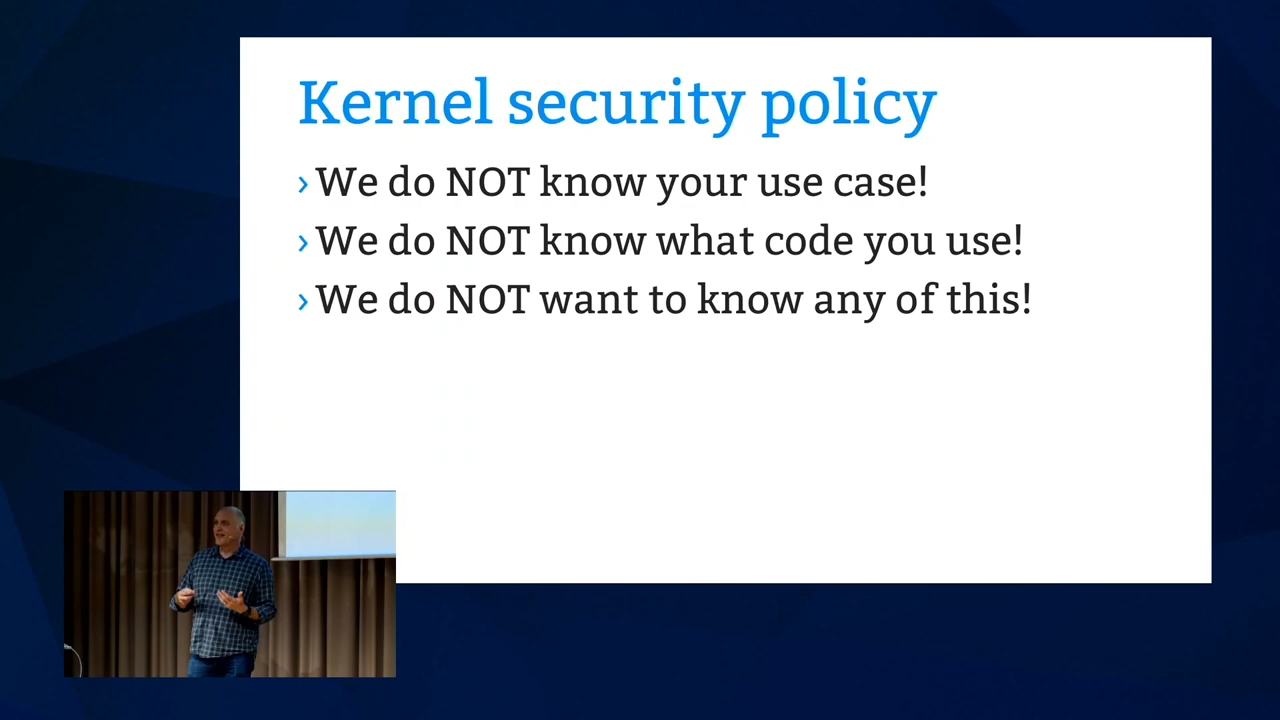 Kernel security policy
› We do NOT know your use case!
› We do NOT know what code you use!
› We do NOT want to know any of this!